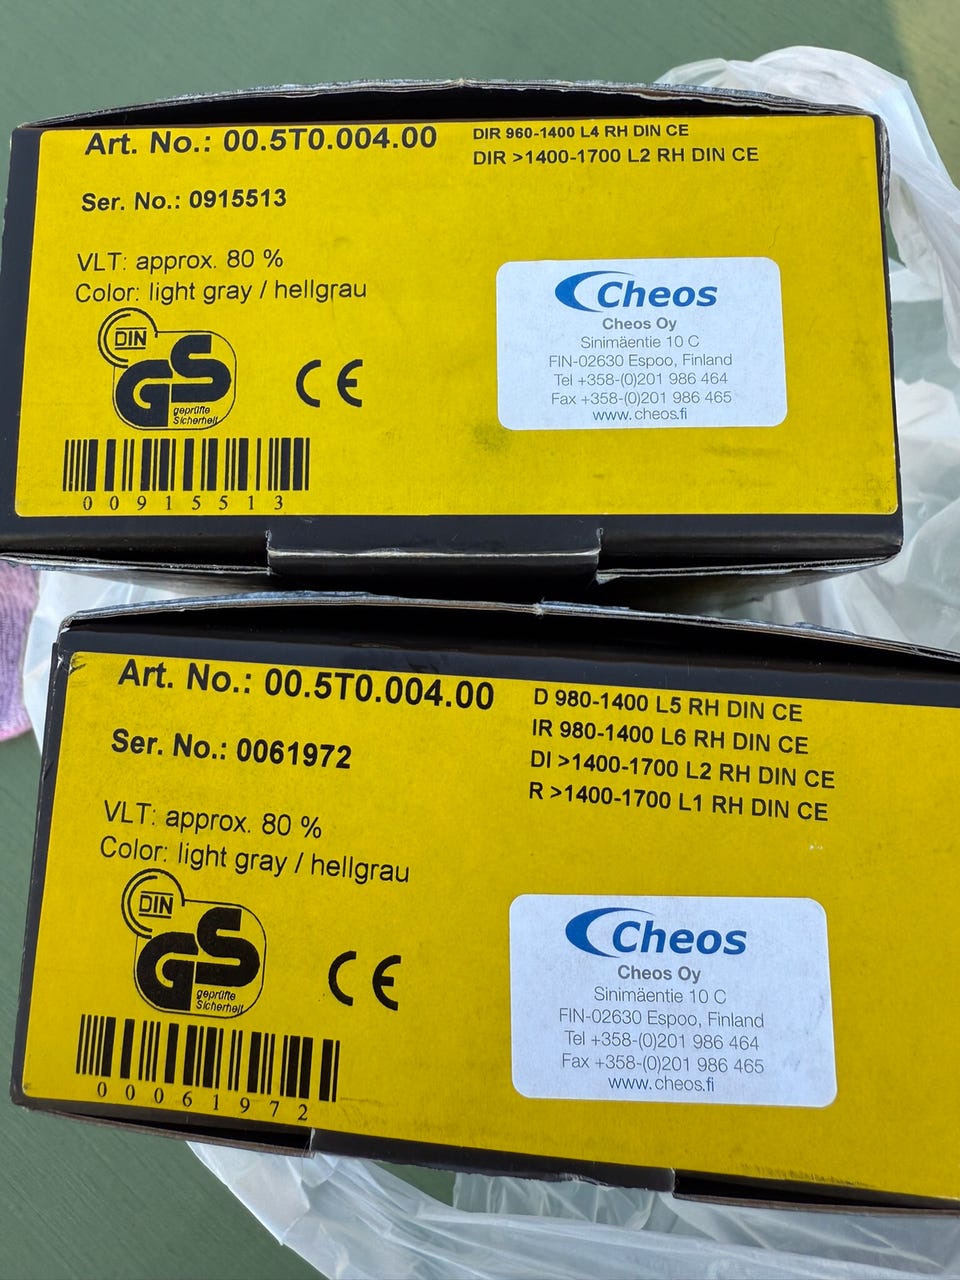 Art. No.: 00.5T0.004.00
DIR 960-1400 L4 RH DIN CE
DIR >1400-1700 L2 RH DIN CE
Ser. No.: 0915513
VLT: approx. 80 %
Color: light gray / hellgrau
DIN
GS
geprüfte
Sicherheit
CE
00915513
Cheos
Cheos Oy
Sinimäentie 10 C
FIN-02630 Espoo, Finland
Tel +358-(0)201 986 464
Fax +358-(0)201 986 465
www.cheos.fi
Art. No.: 00.5T0.004.00
D 980-1400 L5 RH DIN CE
IR 980-1400 L6 RH DIN CE
DI >1400-1700 L2 RH DIN CE
R >1400-1700 L1 RH DIN CE
Ser. No.: 0061972
VLT: approx. 80 %
Color: light gray / hellgrau
DIN
GS
geprüfte
Sicherheit
CE
00061972
Cheos
Cheos Oy
Sinimäentie 10 C
FIN-02630 Espoo, Finland
Tel +358-(0)201 986 464
Fax +358-(0)201 986 465
www.cheos.fi